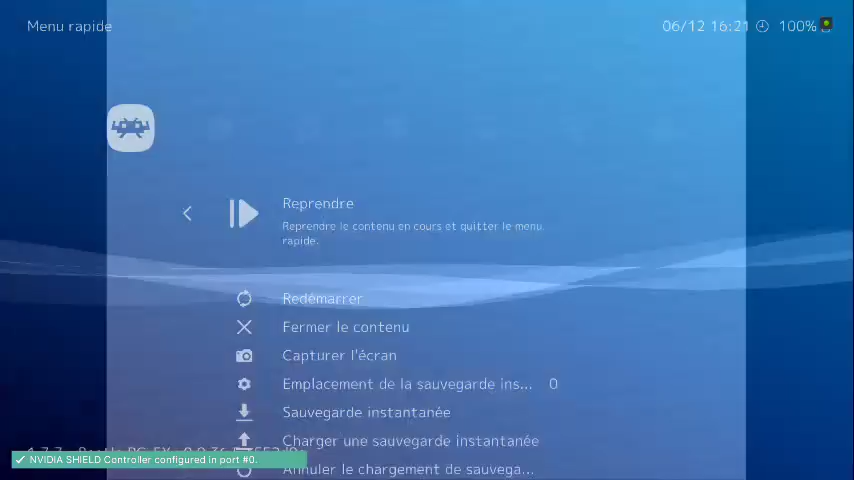 Menu rapide
06/12 16:21 100%
Reprendre
Reprendre le contenu en cours et quitter le menu
rapide.
Redémarrer
Fermer le contenu
Capturer l'écran
Emplacement de la sauvegarde ins... 0
Sauvegarde instantanée
Charger une sauvegarde instantanée
NVIDIA SHIELD Controller configured in port #0.
Annuler le chargement de sauvega...